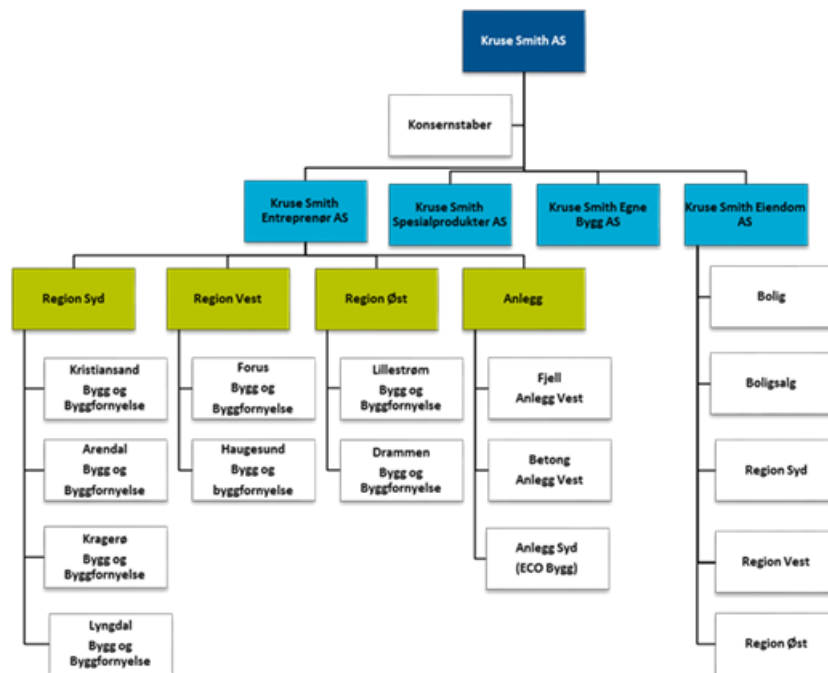 Kruse Smith AS
Konsernstaber
Kruse Smith
Entreprenør AS
Kruse Smith
Spesialprodukter AS
Kruse Smith Egne
Bygg AS
Kruse Smith Eiendom
AS
Region Syd
Region Vest
Region Øst
Anlegg
Kristiansand
Bygg og
Byggfornyelse
Arendal
Bygg og
Byggfornyelse
Kragerø
Bygg og
Byggfornyelse
Lyngdal
Bygg og
Byggfornyelse
Forus
Bygg og
Byggfornyelse
Haugesund
Bygg og
byggfornyelse
Lillestrøm
Bygg og
Byggfornyelse
Drammen
Bygg og
Byggfornyelse
Fjell
Anlegg Vest
Betong
Anlegg Vest
Anlegg Syd
(ECO Bygg)
Bolig
Boligsalg
Region Syd
Region Vest
Region Øst